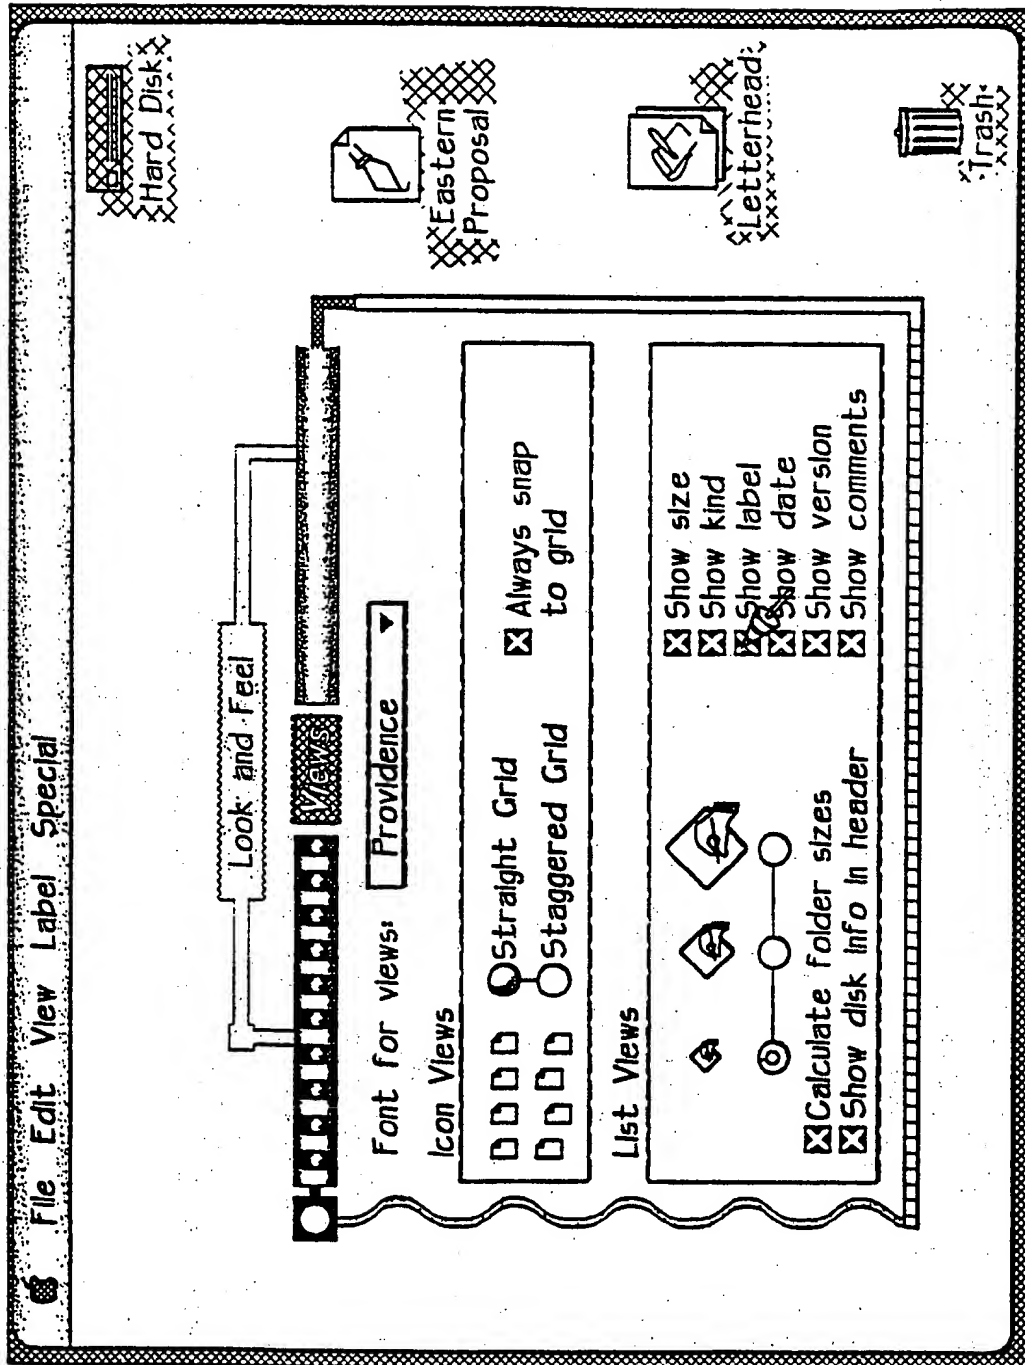 File Edit View Label Special
Hard Disk
Look and Feel
Views
Font for views:
Providence
Eastern
Proposal
Icon Views
Straight Grid
Staggered Grid
Always snap
to grid
Letterhead
List Views
Show size
Show kind
Show label
Show date
Show version
Show comments
Calculate folder sizes
Show disk info in header
Trash